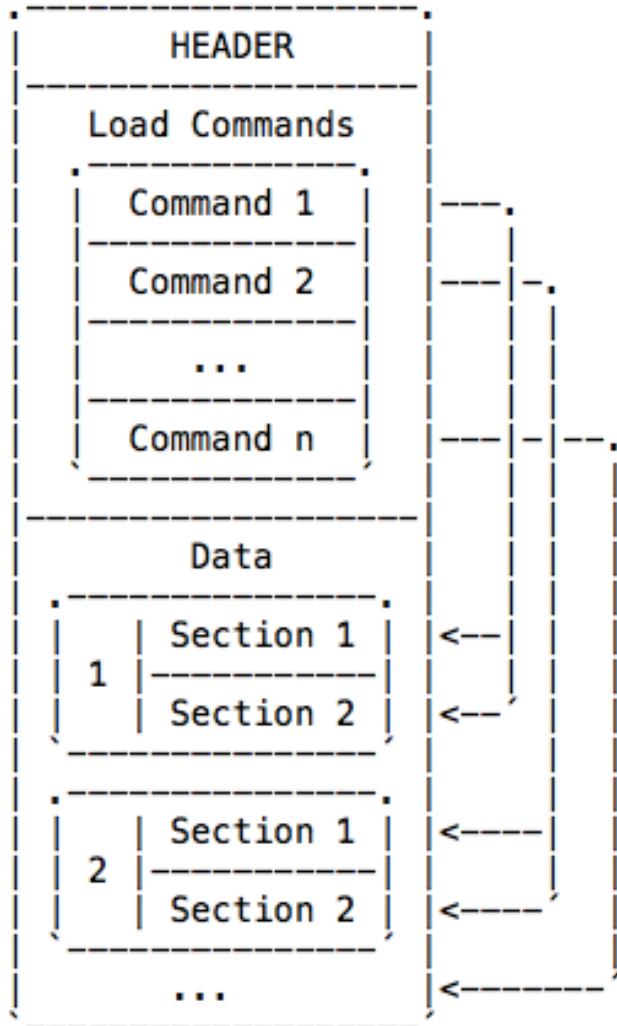 HEADER
Load Commands
Command 1
Command 2
...
Command n
Data
1
Section 1
Section 2
2
Section 1
Section 2
...